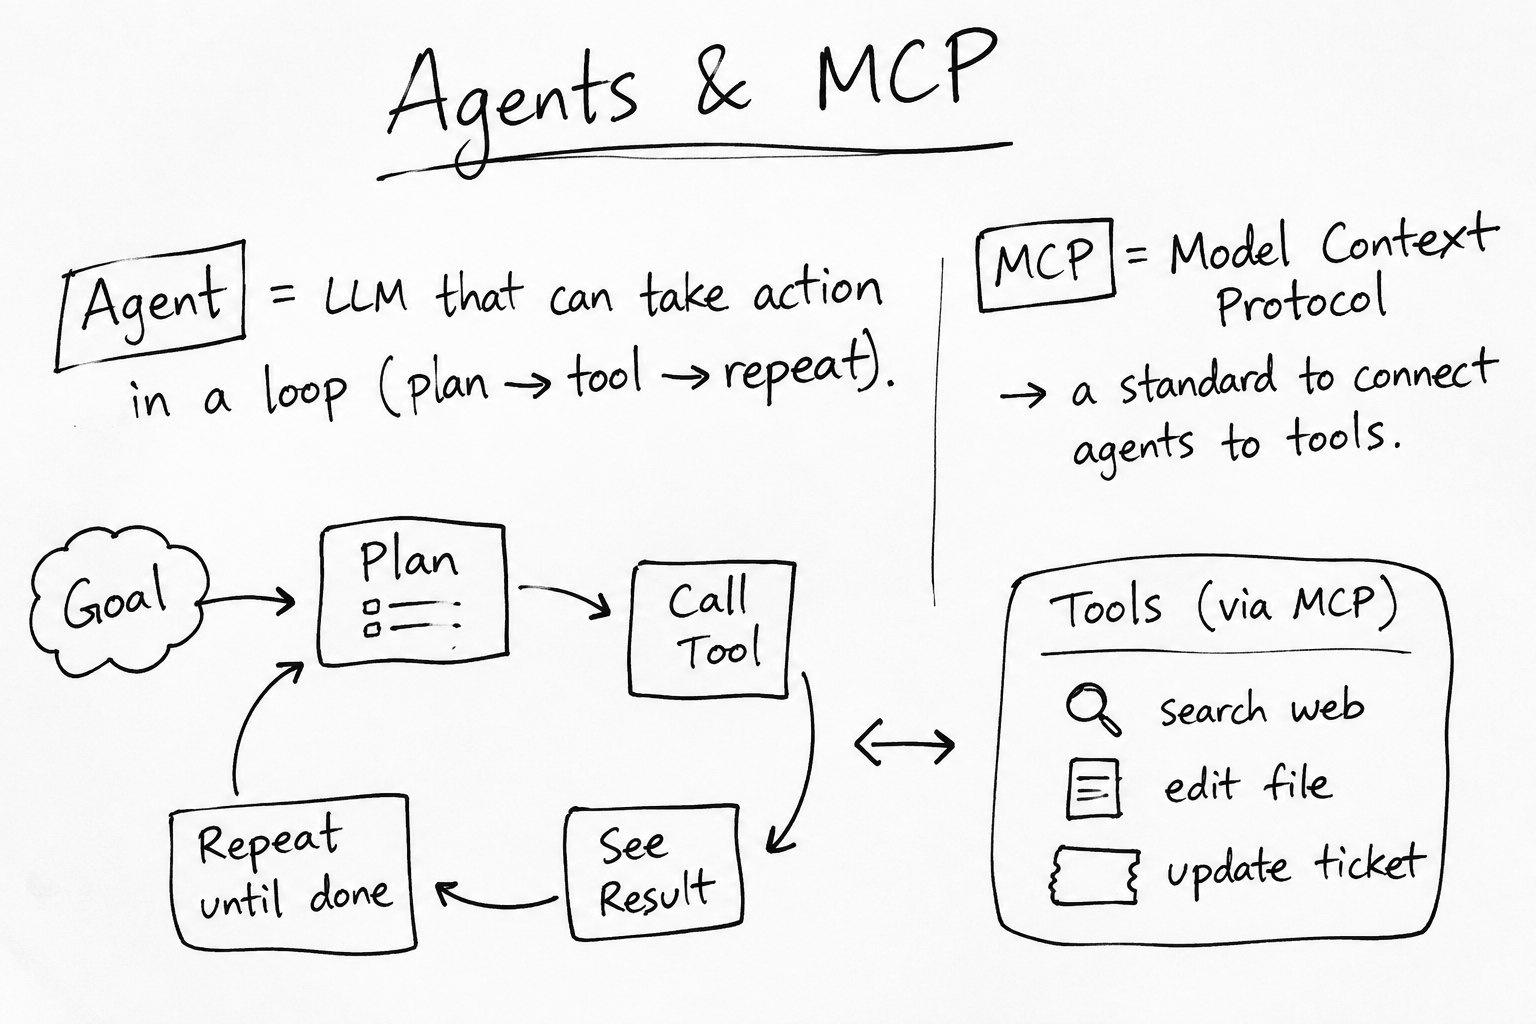 Agents & MCP
Agent = LLM that can take action
in a loop (plan → tool → repeat).
MCP = Model Context
Protocol
→ a standard to connect
agents to tools.
Goal
Plan
Call
Tool
See
Result
Repeat
until done
Tools (via MCP)
search web
edit file
update ticket